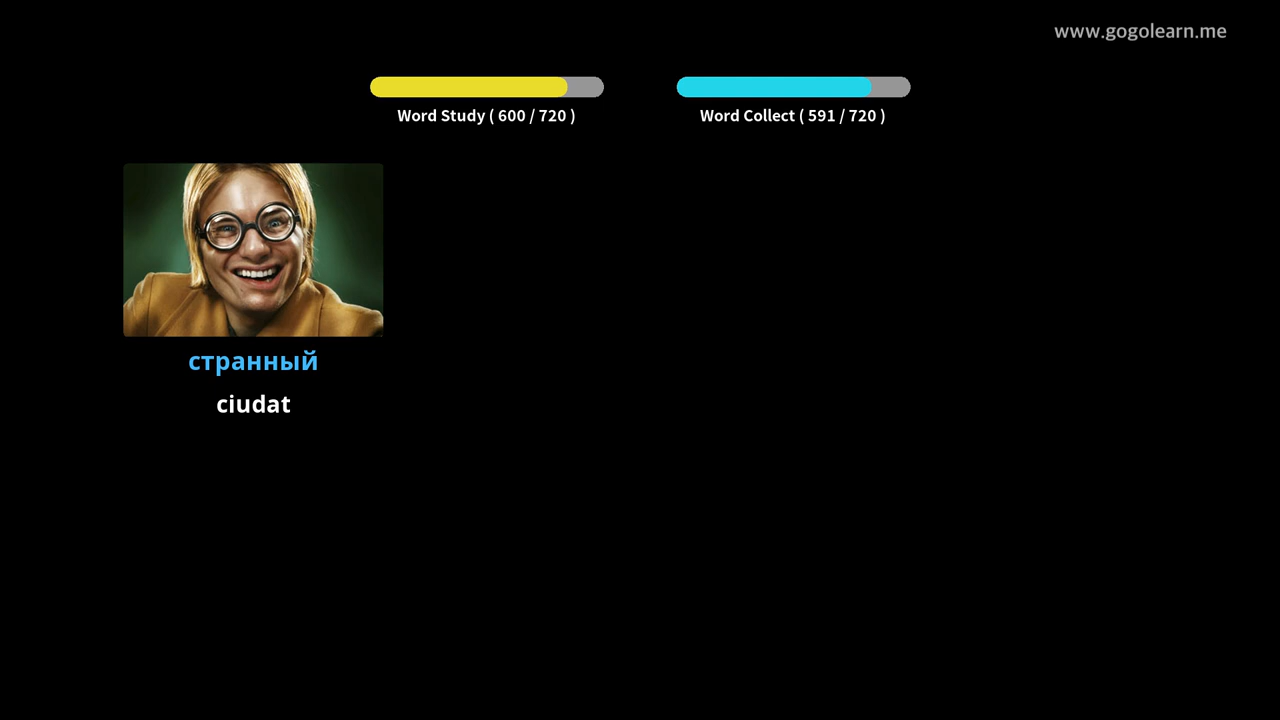 www.gogolearn.me
Word Study ( 600 / 720 )
Word Collect ( 591 / 720 )
странный
ciudat